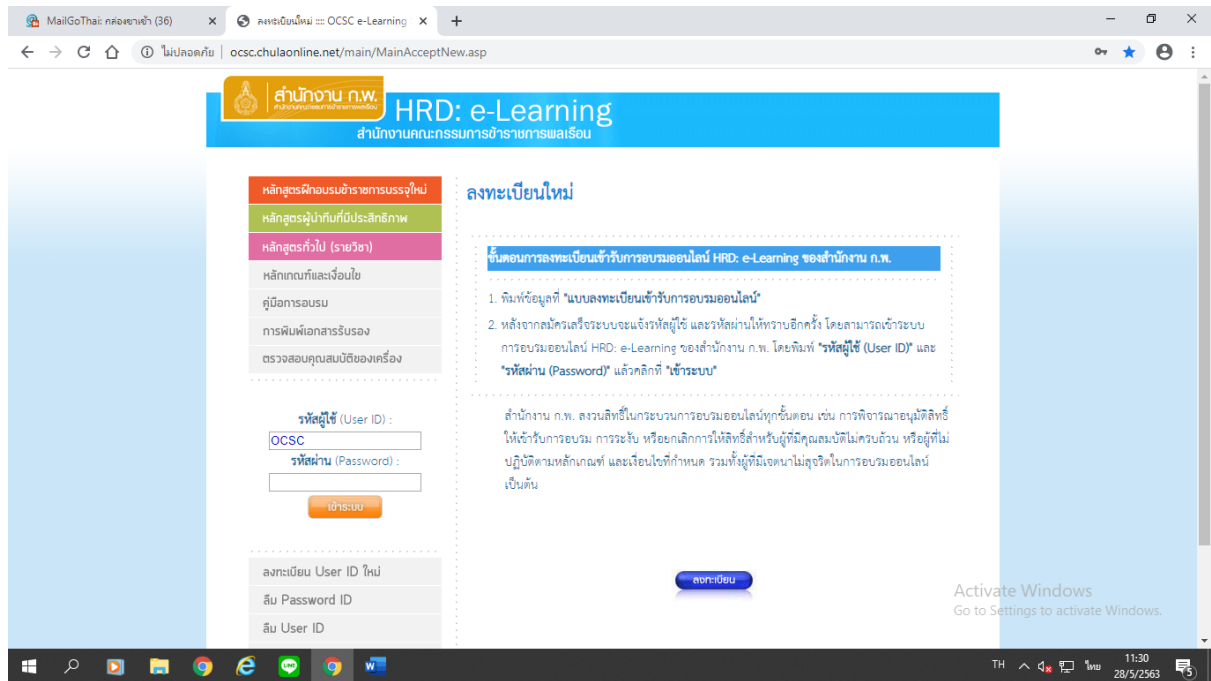 MailGoThai: กล่องขาเข้า (36)
ลงทะเบียนใหม่ :::: OCSC e-Learning
ไม่ปลอดภัย
ocsc.chulaonline.net/main/MainAcceptNew.asp
สำนักงาน ก.พ.
HRD: e-Learning
สำนักงานคณะกรรมการข้าราชการพลเรือน
หลักสูตรฝึกอบรมข้าราชการบรรจุใหม่
หลักสูตรผู้นำทีมที่มีประสิทธิภาพ
หลักสูตรทั่วไป (รายวิชา)
หลักเกณฑ์และเงื่อนไข
คู่มือการอบรม
การพิมพ์เอกสารรับรอง
ตรวจสอบคุณสมบัติของเครื่อง
รหัสผู้ใช้ (User ID) :
OCSC
รหัสผ่าน (Password) :
เข้าระบบ
ลงทะเบียน User ID ใหม่
ลืม Password ID
ลืม User ID
ลงทะเบียนใหม่
ขั้นตอนการลงทะเบียนเข้ารับการอบรมออนไลน์ HRD: e-Learning ของสำนักงาน ก.พ.
1. พิมพ์ข้อมูลที่ "แบบลงทะเบียนเข้ารับการอบรมออนไลน์"
2. หลังจากสมัครเสร็จระบบจะแจ้งรหัสผู้ใช้ และรหัสผ่านให้ทราบอีกครั้ง โดยสามารถเข้าระบบ
การอบรมออนไลน์ HRD: e-Learning ของสำนักงาน ก.พ. โดยพิมพ์ "รหัสผู้ใช้ (User ID)" และ
"รหัสผ่าน (Password)" แล้วคลิกที่ "เข้าระบบ"
สำนักงาน ก.พ. สงวนสิทธิ์ในกระบวนการอบรมออนไลน์ทุกขั้นตอน เช่น การพิจารณาอนุมัติสิทธิ์
ให้เข้ารับการอบรม การระงับ หรือยกเลิกการให้สิทธิ์สำหรับผู้ที่มีคุณสมบัติไม่ครบถ้วน หรือผู้ที่ไม่
ปฏิบัติตามหลักเกณฑ์ และเงื่อนไขที่กำหนด รวมทั้งผู้ที่มีเจตนาไม่สุจริตในการอบรมออนไลน์
เป็นต้น
ลงทะเบียน
Activate Windows
Go to Settings to activate Windows.
TH
ไทย
11:30
28/5/2563
5